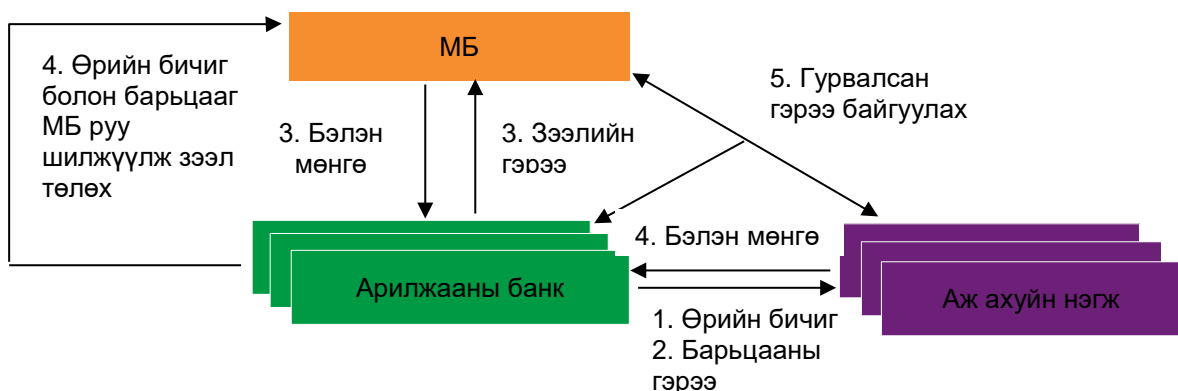 МБ
4. Өрийн бичиг
болон барьцааг
МБ руу
шилжүүлж зээл
төлөх
3. Бэлэн
мөнгө
3. Зээлийн
гэрээ
5. Гурвалсан
гэрээ байгуулах
4. Бэлэн мөнгө
Арилжааны банк
Аж ахуйн нэгж
1. Өрийн бичиг
2. Барьцааны
гэрээ